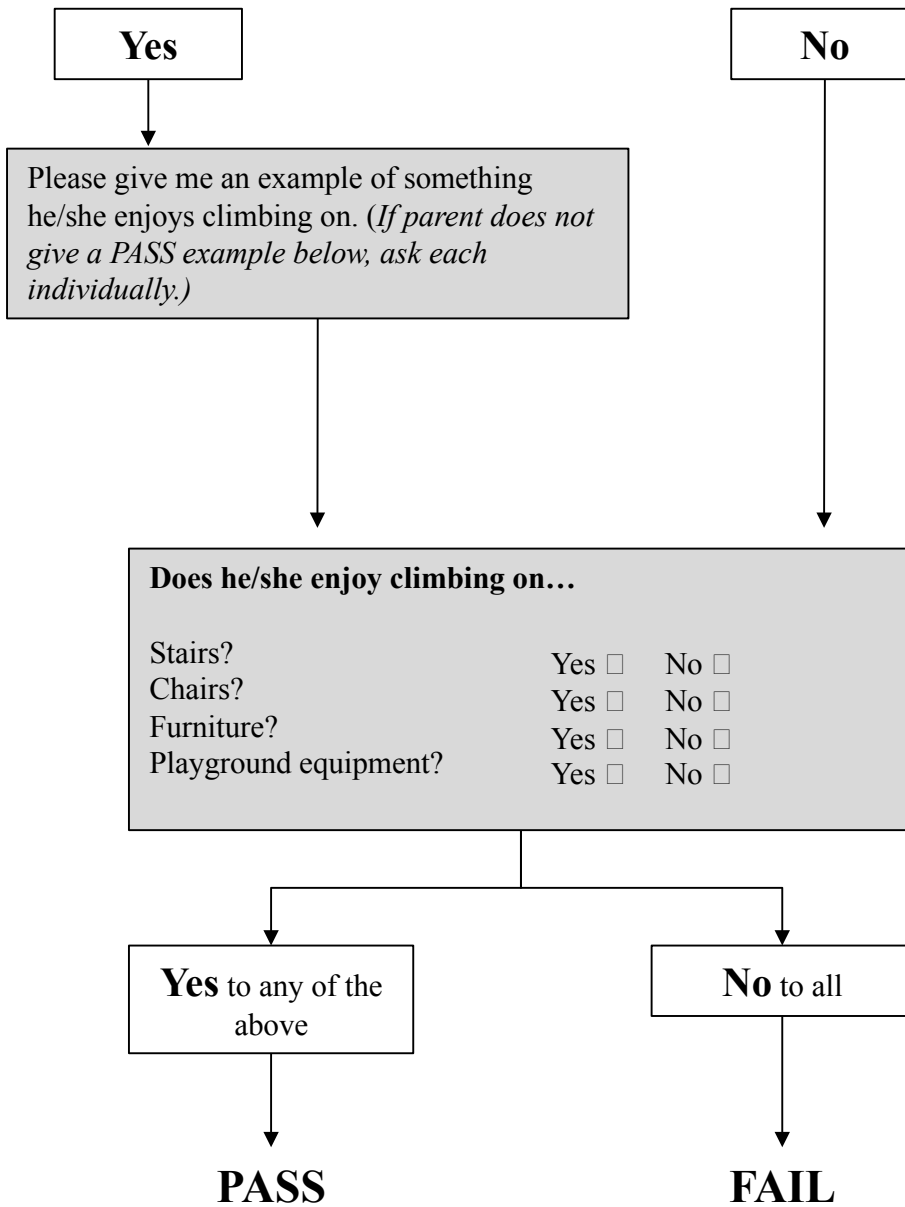 Yes
No
Please give me an example of something
he/she enjoys climbing on. (If parent does not
give a PASS example below, ask each
individually.)
Does he/she enjoy climbing on…
Stairs? Yes □ No □
Chairs? Yes □ No □
Furniture? Yes □ No □
Playground equipment? Yes □ No □
Yes to any of the
above
No to all
PASS
FAIL